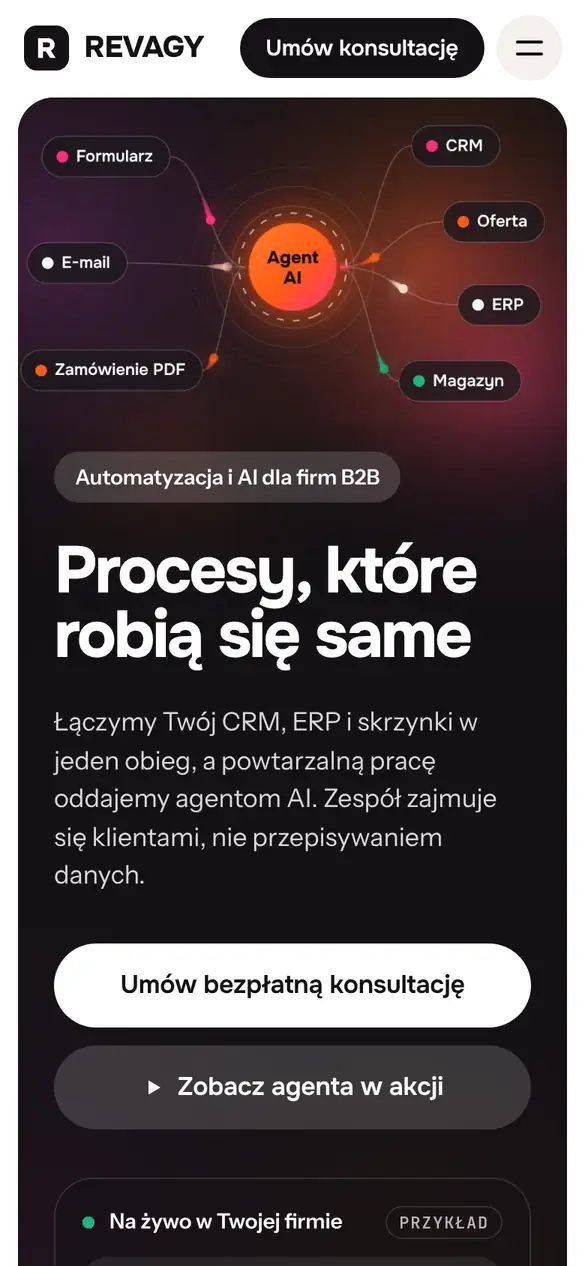 R REVAGY
Umów konsultację
Formularz
CRM
Oferta
Agent
AI
E-mail
ERP
Zamówienie PDF
Magazyn
Automatyzacja i AI dla firm B2B
Procesy, które
robią się same
Łączymy Twój CRM, ERP i skrzynki w
jeden obieg, a powtarzalną pracę
oddajemy agentom AI. Zespół zajmuje
się klientami, nie przepisywaniem
danych.
Umów bezpłatną konsultację
Zobacz agenta w akcji
Na żywo w Twojej firmie
PRZYKŁAD